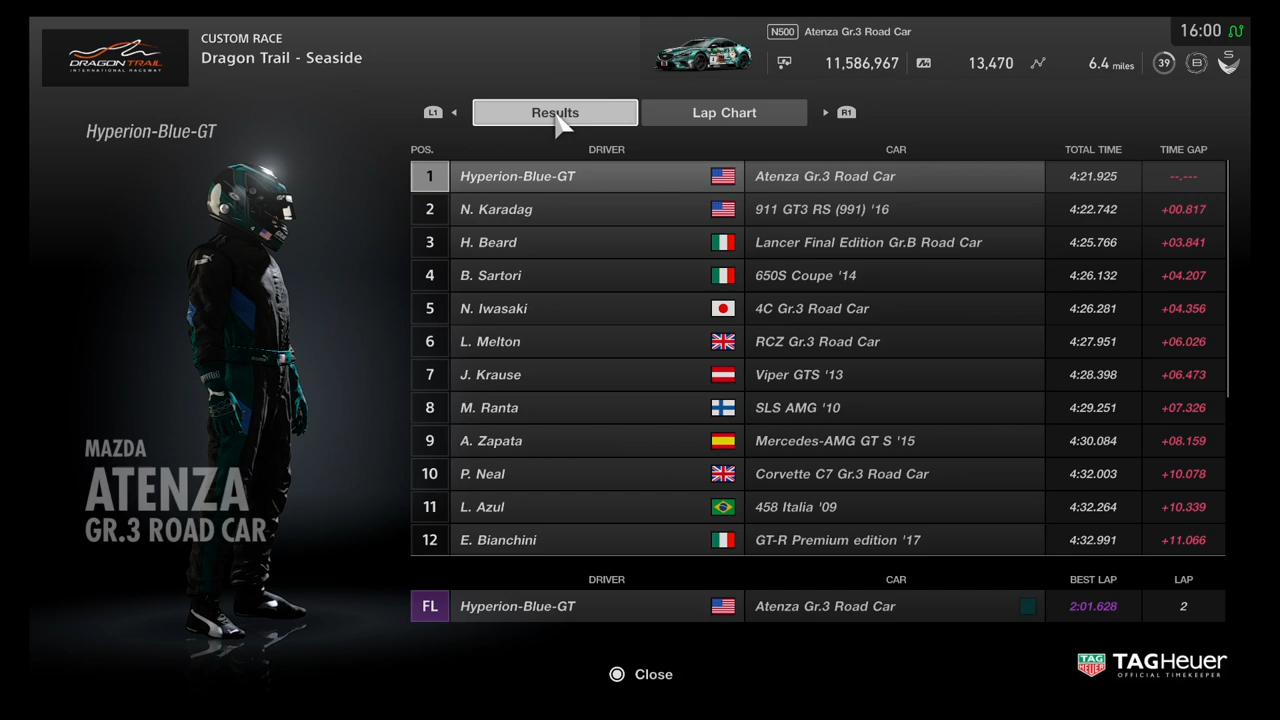 DRAGON TRAIL
INTERNATIONAL RACEWAY
CUSTOM RACE
Dragon Trail - Seaside
N500 Atenza Gr.3 Road Car
11,586,967 13,470 6.4 miles 39 B S
16:00
L1 Results Lap Chart R1
Hyperion-Blue-GT
POS. DRIVER CAR TOTAL TIME TIME GAP
1 Hyperion-Blue-GT Atenza Gr.3 Road Car 4:21.925 --.---
2 N. Karadag 911 GT3 RS (991) '16 4:22.742 +00.817
3 H. Beard Lancer Final Edition Gr.B Road Car 4:25.766 +03.841
4 B. Sartori 650S Coupe '14 4:26.132 +04.207
5 N. Iwasaki 4C Gr.3 Road Car 4:26.281 +04.356
6 L. Melton RCZ Gr.3 Road Car 4:27.951 +06.026
7 J. Krause Viper GTS '13 4:28.398 +06.473
8 M. Ranta SLS AMG '10 4:29.251 +07.326
9 A. Zapata Mercedes-AMG GT S '15 4:30.084 +08.159
10 P. Neal Corvette C7 Gr.3 Road Car 4:32.003 +10.078
11 L. Azul 458 Italia '09 4:32.264 +10.339
12 E. Bianchini GT-R Premium edition '17 4:32.991 +11.066
MAZDA
ATENZA
GR.3 ROAD CAR
DRIVER CAR BEST LAP LAP
FL Hyperion-Blue-GT Atenza Gr.3 Road Car 2:01.628 2
Close
TAG HEUER TAGHeuer
OFFICIAL TIMEKEEPER